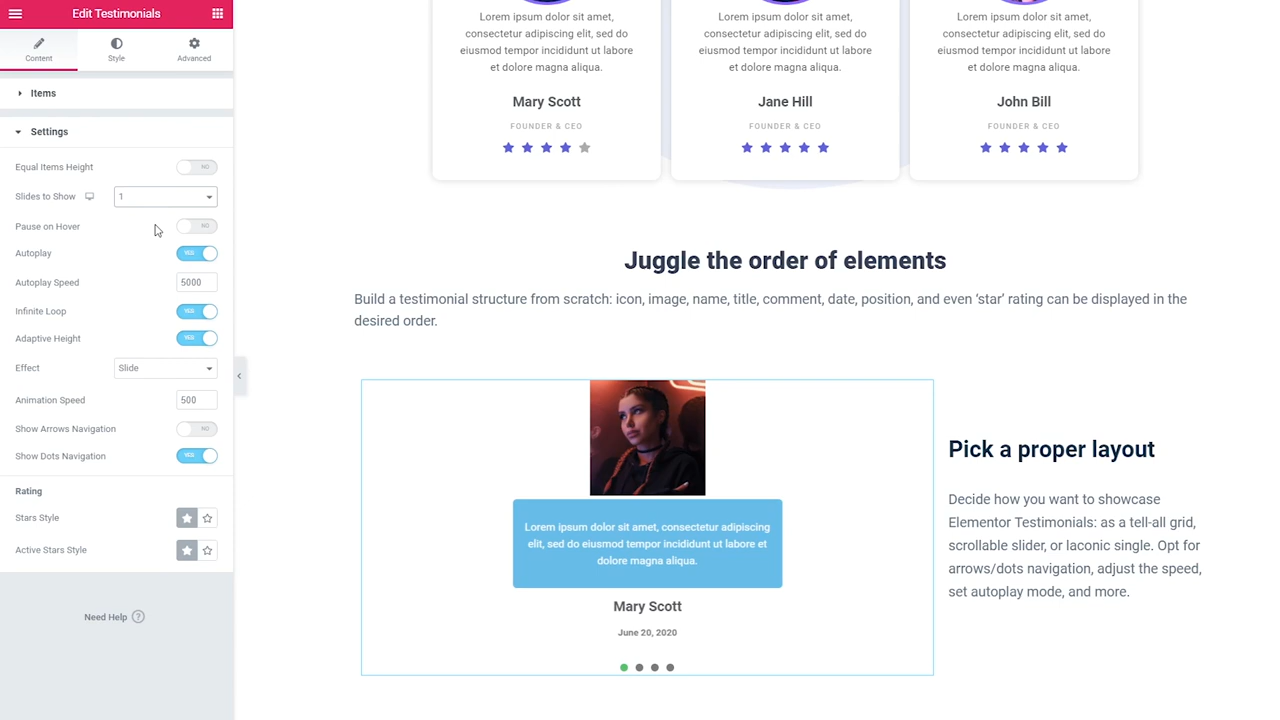 Edit Testimonials
Content
Style
Advanced
Items
Settings
Equal Items Height
NO
Slides to Show
1
Pause on Hover
NO
Autoplay
YES
Autoplay Speed
5000
Infinite Loop
YES
Adaptive Height
YES
Effect
Slide
Animation Speed
500
Show Arrows Navigation
NO
Show Dots Navigation
YES
Rating
Stars Style
Active Stars Style
Need Help ?
Lorem ipsum dolor sit amet,
consectetur adipiscing elit, sed do
eiusmod tempor incididunt ut labore
et dolore magna aliqua.
Mary Scott
FOUNDER & CEO
Lorem ipsum dolor sit amet,
consectetur adipiscing elit, sed do
eiusmod tempor incididunt ut labore
et dolore magna aliqua.
Jane Hill
FOUNDER & CEO
Lorem ipsum dolor sit amet,
consectetur adipiscing elit, sed do
eiusmod tempor incididunt ut labore
et dolore magna aliqua.
John Bill
FOUNDER & CEO
Juggle the order of elements
Build a testimonial structure from scratch: icon, image, name, title, comment, date, position, and even ‘star’ rating can be displayed in the
desired order.
Lorem ipsum dolor sit amet, consectetur adipiscing
elit, sed do eiusmod tempor incididunt ut labore et
dolore magna aliqua.
Mary Scott
June 20, 2020
Pick a proper layout
Decide how you want to showcase
Elementor Testimonials: as a tell-all grid,
scrollable slider, or laconic single. Opt for
arrows/dots navigation, adjust the speed,
set autoplay mode, and more.